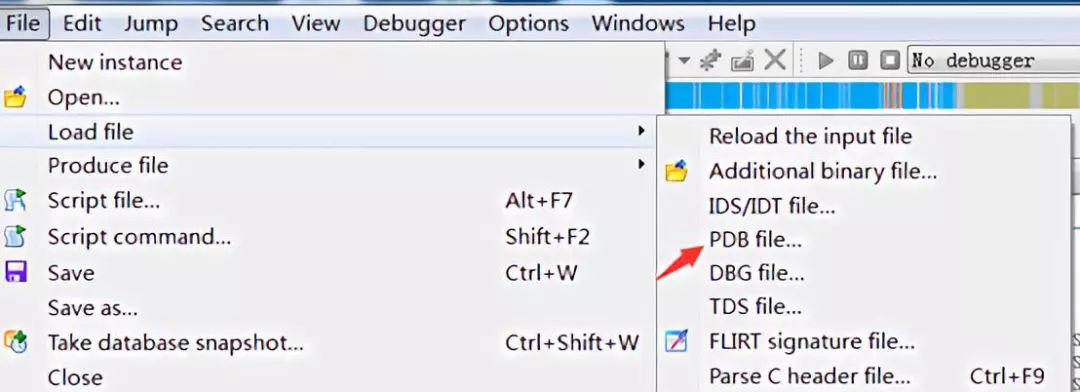 File Edit Jump Search View Debugger Options Windows Help
New instance
Open...
Load file
Produce file
Script file... Alt+F7
Script command... Shift+F2
Save Ctrl+W
Save as...
Take database snapshot... Ctrl+Shift+W
Close
No debugger
Reload the input file
Additional binary file...
IDS/IDT file...
PDB file...
DBG file...
TDS file...
FLIRT signature file...
Parse C header file... Ctrl+F9